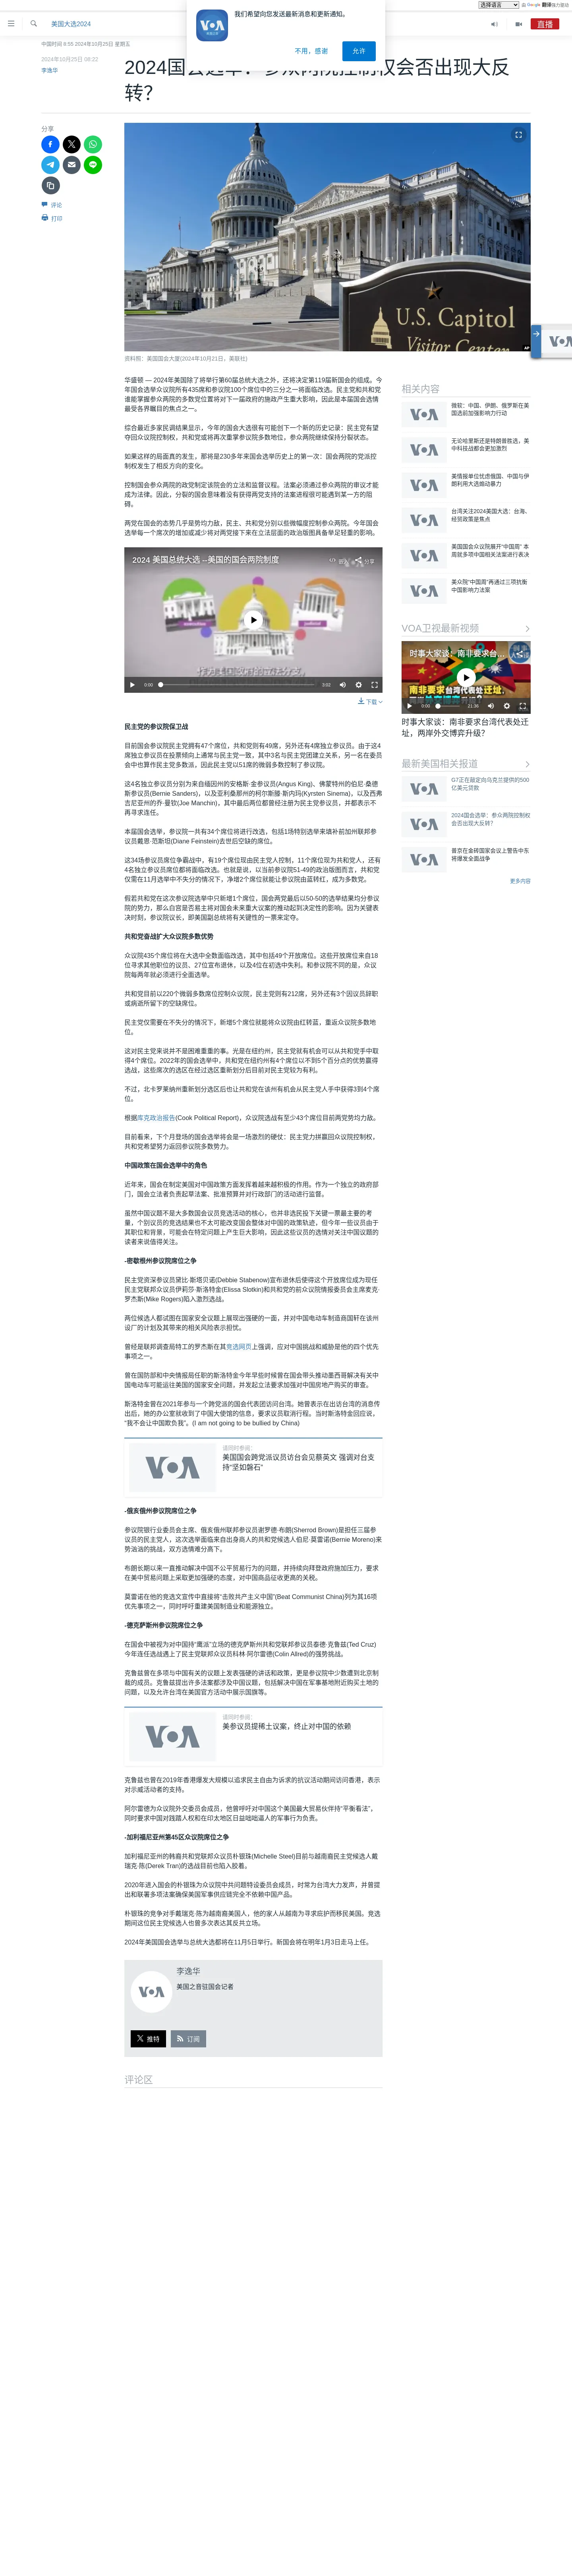 选择语言 由 Google 翻译强力驱动
美国大选2024
直播
VOA
我们希望向您发送最新消息和更新通知。
不用，感谢
允许
中国时间 6:55 2024年10月25日 星期五
2024年10月25日 08:22
李逸华
2024国会选举：参众两院控制权会否出现大反
转？
分享
评论
打印
U.S. Capitol
Visitor Center
AP
资料照：美国国会大厦(2024年10月21日，美联社)
华盛顿 — 2024年美国除了将举行第60届总统大选之外，还将决定第119届新国会的组成。今
年国会选举众议院所有435席和参议院100个席位中的三分之一将面临改选。民主党和共和党
谁能掌握参众两院的多数党位置将对下一届政府的施政产生重大影响，因此是本届国会选情
最受各界瞩目的焦点之一。
综合最近多家民调结果显示，今年的国会大选很有可能创下一个新的历史记录：民主党有望
夺回众议院控制权，共和党或将再次重掌参议院多数地位，参众两院继续保持分裂状态。
如果这样的局面真的发生，那将是230多年来国会选举历史上的第一次：国会两院的党派控
制权发生了相反方向的变化。
控制国会参众两院的政党制定该院会的立法和监督议程。法案必须通过参众两院的审议才能
成为法律。因此，分裂的国会意味着没有获得两党支持的法案进程很可能遇到某一院的阻
碍。
两党在国会的态势几乎是势均力敌，民主、共和党分别以些微幅度控制参众两院。今年国会
选举每一个席次的增加或减少将对两党接下来在立法层面的政治版图具备举足轻重的影响。
2024 美国总统大选 --美国的国会两院制度
分享
0:00
3:02
下载
民主党的参议院保卫战
目前国会参议院民主党拥有47个席位，共和党则有49席，另外还有4席独立参议员。由于这4
席独立参议员在投票倾向上通常与民主党一致，其中3席甚至在每周的例会上与民主党一名委员
会中也算作民主党多数派，因此民主党以51席的微弱多数控制了参议院。
这4名独立参议员分别为来自缅因州的安格斯·金参议员(Angus King)、佛蒙特州的伯尼·桑德
斯参议员(Bernie Sanders)，以及亚利桑那州的柯尔斯滕·斯内玛(Kyrsten Sinema)，以及西弗
吉尼亚州的乔·曼钦(Joe Manchin)，其中最后两位都曾经注册为民主党参议员，并都表示不
再寻求连任。
本届国会选举，参议院一共有34个席位将进行改选，包括1场特别选举来填补前加州联邦参
议员戴恩·范斯坦(Diane Feinstein)去世后空缺的席位。
这34场参议员席位争霸战中，有19个席位现由民主党人控制，11个席位现为共和党人，还有
4名独立参议员席位都将面临改选。也就是说，以当前参议院51-49的政治版图而言，共和党
仅需在11月选举中不失分的情况下，净增2个席位就能让参议院由蓝转红，成为多数党。
假若共和党在这次参议院选举中只新增1个席位，国会两党最后以50-50的选举结果均分参议
院的势力，那么白宫是否易主将对国会未来重大议案的推动起到决定性的影响。因为关键表
决时刻，参议院议长，即美国副总统将有关键性的一票来定夺。
共和党奋战扩大众议院多数优势
众议院435个席位将在大选中全数面临改选，其中包括49个开放席位。这些开放席位来自18
位寻求其他职位的议员、27位宣布退休，以及4位在初选中失利。和参议院不同的是，众议
院每两年就必须进行全面选举。
共和党目前以220个微弱多数席位控制众议院，民主党则有212席，另外还有3个因议员辞职
或病逝所留下的空缺席位。
民主党仅需要在不失分的情况下，新增5个席位就能将众议院由红转蓝，重返众议院多数地
位。
这对民主党来说并不是困难重重的事。光是在纽约州，民主党就有机会可以从共和党手中取
得4个席位。2022年的国会选举中，共和党在纽约州有4个席位以不到5个百分点的优势赢得
选战，这些席次的选区在经过选区重新划分后目前对民主党较为有利。
不过，北卡罗莱纳州重新划分选区后也让共和党在该州有机会从民主党人手中获得3到4个席
位。
根据库克政治报告(Cook Political Report)，众议院选战有至少43个席位目前两党势均力敌。
目前看来，下个月登场的国会选举将会是一场激烈的硬仗：民主党力拼赢回众议院控制权，
共和党希望努力返回参议院多数势力。
中国政策在国会选举中的角色
近年来，国会在制定美国对中国政策方面发挥着越来越积极的作用。作为一个独立的政府部
门，国会立法者负责起草法案、批准预算并对行政部门的活动进行监督。
虽然中国议题不是大多数国会议员竞选活动的核心，也并非选民投下关键一票最主要的考
量，个别议员的竞选结果也不太可能改变国会整体对中国的政策轨迹，但今年一些议员由于
其职位和背景，可能会在特定问题上产生巨大影响，因此这些议员的选情对关注中国议题的
读者来说值得关注。
-密歇根州参议院席位之争
民主党资深参议员黛比·斯塔贝诺(Debbie Stabenow)宣布退休后使得这个开放席位成为现任
民主党联邦众议员伊莉莎·斯洛特金(Elissa Slotkin)和共和党的前众议院情报委员会主席麦克·
罗杰斯(Mike Rogers)陷入激烈选战。
两位候选人都试图在国家安全议题上展现出强硬的一面，并对中国电动车制造商国轩在该州
设厂的计划及其带来的相关风险表示担忧。
曾经是联邦调查局特工的罗杰斯在其竞选网页上强调，应对中国挑战和威胁是他的四个优先
事项之一。
曾在国防部和中央情报局任职的斯洛特金今年早些时候曾在国会带头推动墨西哥解决有关中
国电动车可能运往美国的国家安全问题，并发起立法要求加强对中国房地产购买的审查。
斯洛特金曾在2021年参与一个跨党派的国会代表团访问台湾。她曾表示在出访台湾的消息传
出后，她的办公室就收到了中国大使馆的信息，要求议员取消行程。当时斯洛特金回应说，
“我不会让中国欺负我”。(I am not going to be bullied by China)
VOA
请同时参阅：
美国国会跨党派议员访台会见蔡英文 强调对台支
持“坚如磐石”
-俄亥俄州参议院席位之争
参议院银行业委员会主席、俄亥俄州联邦参议员谢罗德·布朗(Sherrod Brown)是担任三届参
议员的民主党人，这次选举面临来自出身商人的共和党候选人伯尼·莫雷诺(Bernie Moreno)来
势汹汹的挑战，双方选情难分高下。
布朗长期以来一直推动解决中国不公平贸易行为的问题，并持续向拜登政府施加压力，要求
在美中贸易问题上采取更加强硬的态度，对中国商品征收更高的关税。
莫雷诺在他的竞选文宣传中直接将“击败共产主义中国”(Beat Communist China)列为其16项
优先事项之一，同时呼吁重建美国制造业和能源独立。
-德克萨斯州参议院席位之争
在国会中被视为对中国持“鹰派”立场的德克萨斯州共和党联邦参议员泰德·克鲁兹(Ted Cruz)
今年连任选战遇上了民主党联邦众议员科林·阿尔雷德(Colin Allred)的强势挑战。
克鲁兹曾在多项与中国有关的议题上发表强硬的讲话和政策，更是参议院中少数遭到北京制
裁的成员。克鲁兹提出许多法案都涉及中国议题，包括解决中国在军事基地附近购买土地的
问题，以及允许台湾在美国官方活动中展示国旗等。
VOA
请同时参阅：
美参议员提稀土议案，终止对中国的依赖
克鲁兹也曾在2019年香港爆发大规模以追求民主自由为诉求的抗议活动期间访问香港，表示
对示威活动者的支持。
阿尔雷德为众议院外交委员会成员，他曾呼吁对中国这个美国最大贸易伙伴持“平衡看法”，
同时要求中国对践踏人权和在印太地区日益咄咄逼人的军事行为负责。
-加利福尼亚州第45区众议院席位之争
加利福尼亚州的韩裔共和党联邦众议员朴银珠(Michelle Steel)目前与越南裔民主党候选人戴
瑞克·陈(Derek Tran)的选战目前也陷入胶着。
2020年进入国会的朴银珠为众议院中共问题特设委员会成员，时常为台湾大力发声，并曾提
出和联署多项法案确保美国军事供应链完全不依赖中国产品。
朴银珠的竞争对手戴瑞克·陈为越南裔美国人，他的家人从越南为寻求庇护而移民美国。竞选
期间这位民主党候选人也曾多次表达其反共立场。
2024年美国国会选举与总统大选都将在11月5日举行。新国会将在明年1月3日走马上任。
VOA
李逸华
美国之音驻国会记者
推特
订阅
评论区
相关内容
微软：中国、伊朗、俄罗斯在美
国选前加强影响力行动
无论哈里斯还是特朗普胜选，美
中科技战都会更加激烈
美情报单位忧虑俄国、中国与伊
朗利用大选煽动暴力
台湾关注2024美国大选：台海、
经贸政策是焦点
美国国会众议院展开“中国周” 本
周就多项中国相关法案进行表决
美众院“中国周”再通过三项抗衡
中国影响力法案
VOA卫视最新视频
时事大家谈：南非要求台…
南非要求台湾代表处迁址,
0:00
21:36
时事大家谈：南非要求台湾代表处迁
址，两岸外交博弈升级？
最新美国相关报道
G7正在敲定向乌克兰提供的500
亿美元贷款
2024国会选举：参众两院控制权
会否出现大反转？
普京在金砖国家会议上警告中东
将爆发全面战争
更多内容